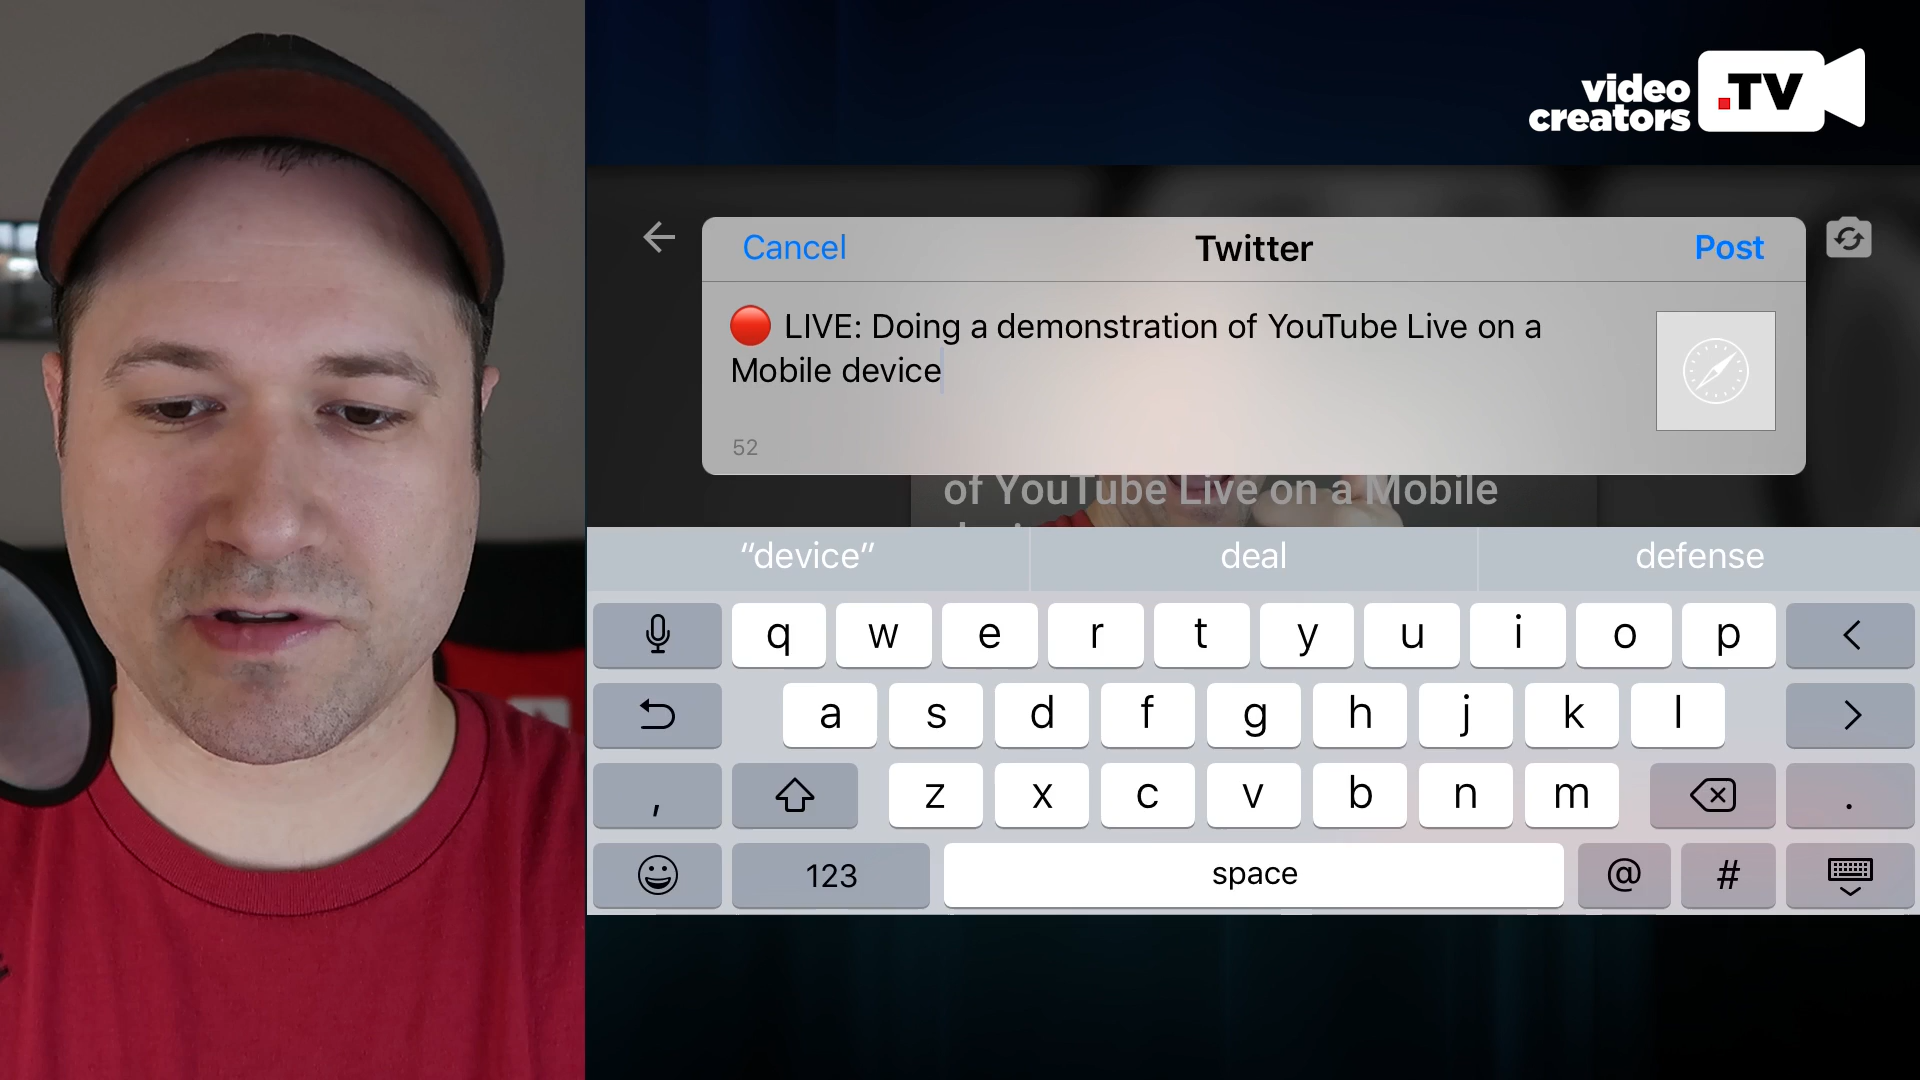 video
creators
.TV
Cancel
Twitter
Post
LIVE: Doing a demonstration of YouTube Live on a
Mobile device
52
of YouTube Live on a Mobile
“device”
deal
defense
q w e r t y u i o p
a s d f g h j k l
, z x c v b n m .
123
space
@ #